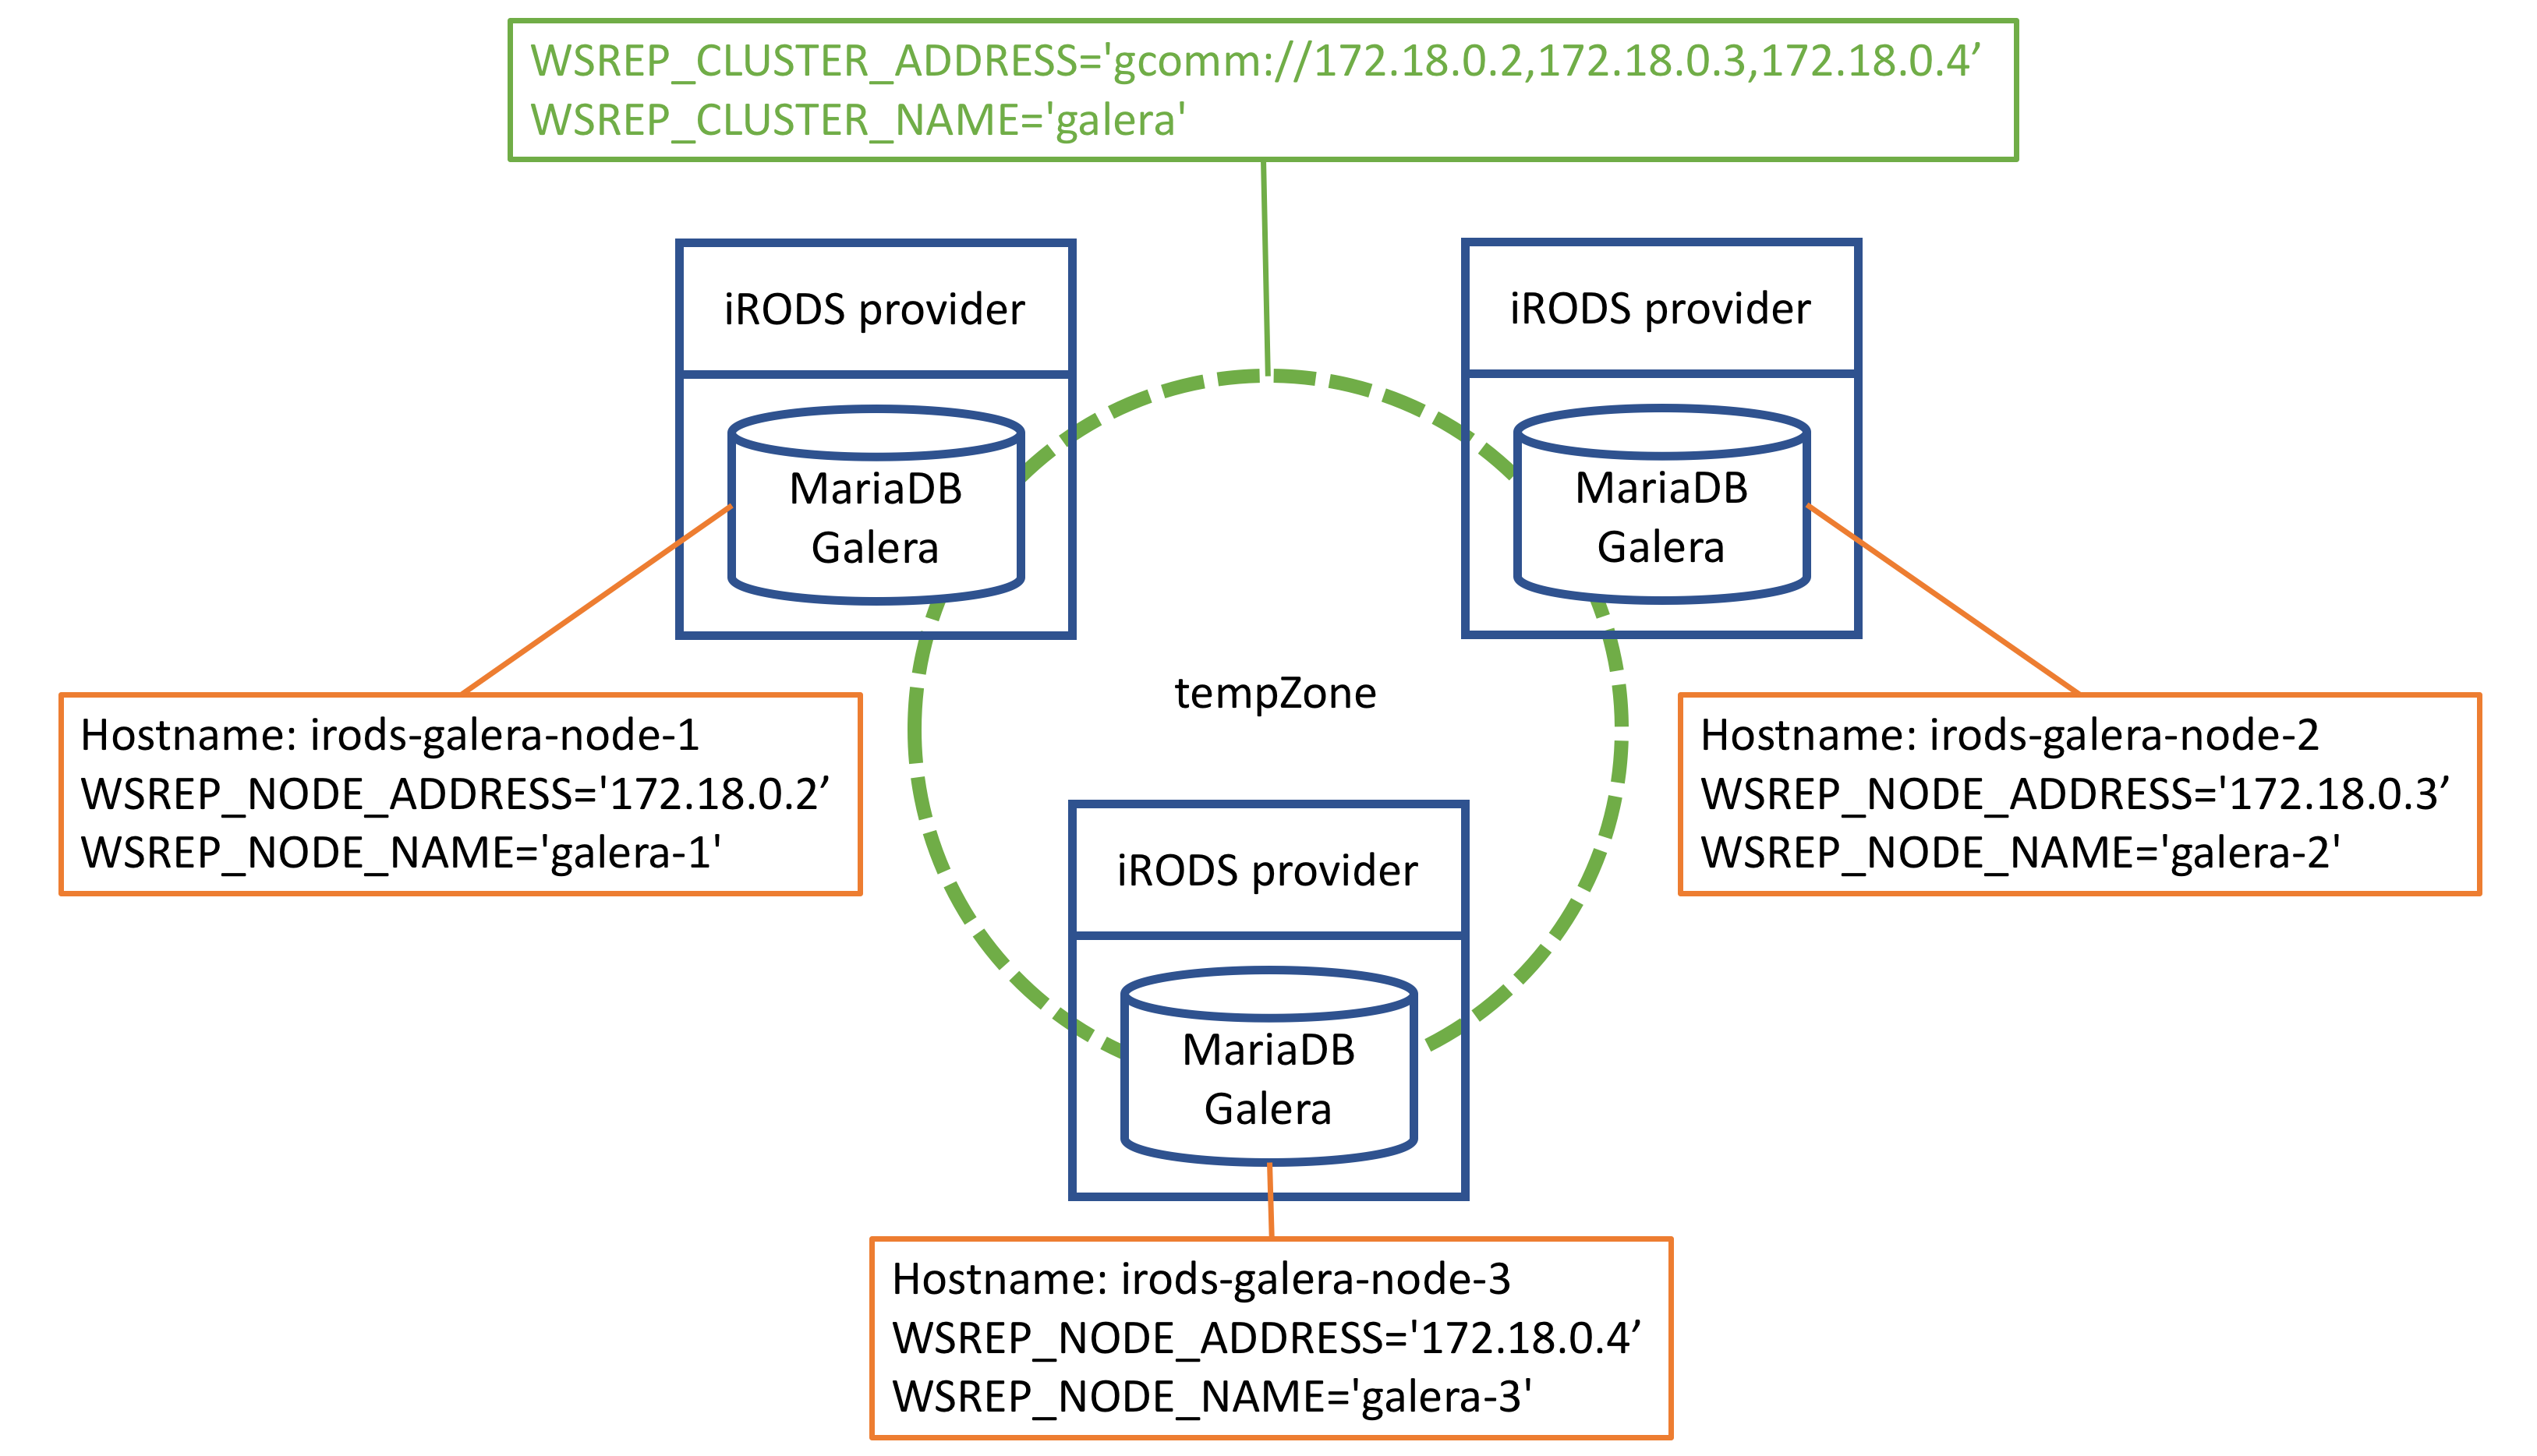 WSREP_CLUSTER_ADDRESS='gcomm://172.18.0.2,172.18.0.3,172.18.0.4’
WSREP_CLUSTER_NAME='galera'
iRODS provider
MariaDB
Galera
iRODS provider
MariaDB
Galera
tempZone
Hostname: irods-galera-node-1
WSREP_NODE_ADDRESS='172.18.0.2’
WSREP_NODE_NAME='galera-1'
Hostname: irods-galera-node-2
WSREP_NODE_ADDRESS='172.18.0.3’
WSREP_NODE_NAME='galera-2'
iRODS provider
MariaDB
Galera
Hostname: irods-galera-node-3
WSREP_NODE_ADDRESS='172.18.0.4’
WSREP_NODE_NAME='galera-3'